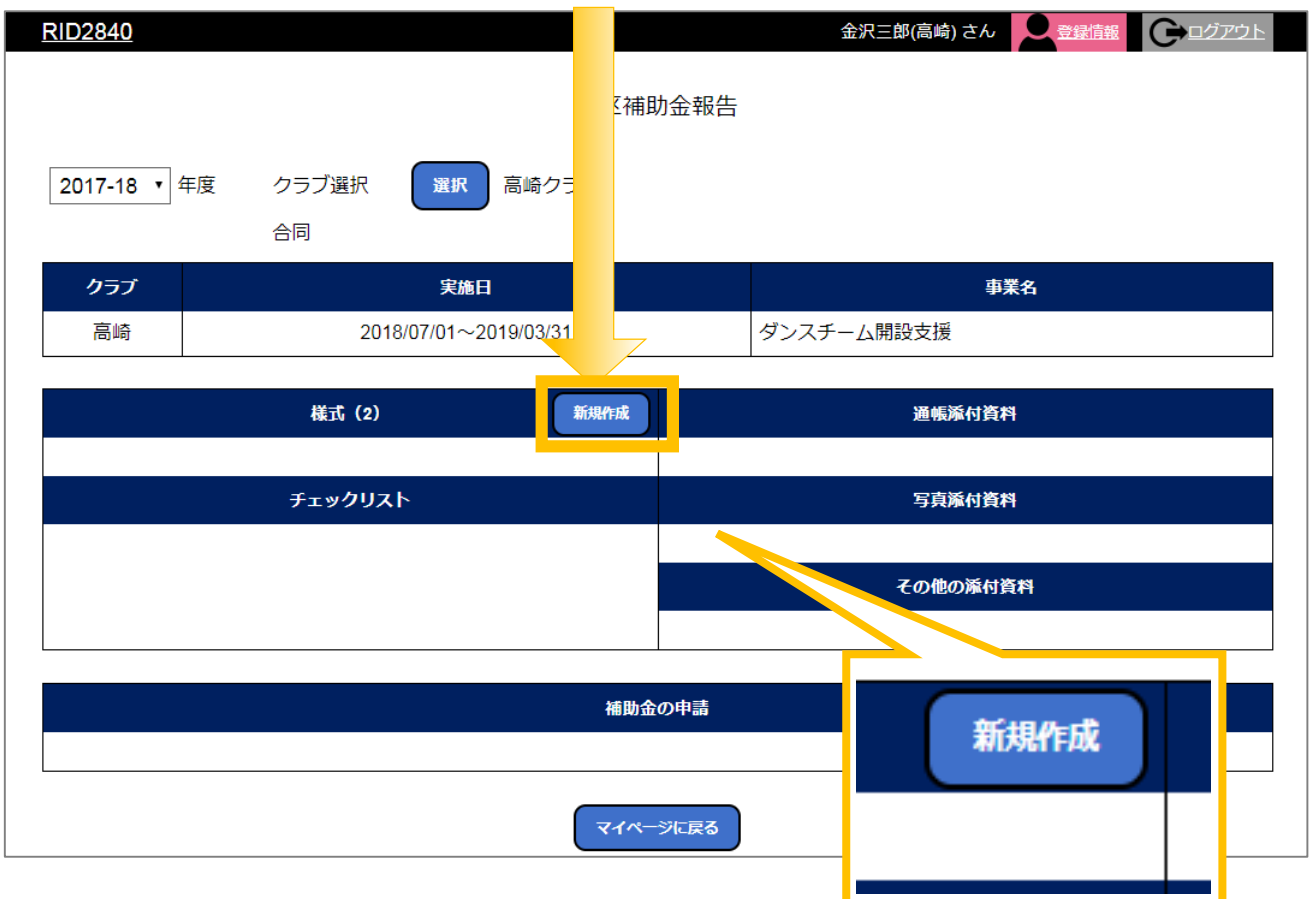 RID2840 金沢三郎(高崎) さん 登録情報 ログアウト
区補助金報告
2017-18 年度 クラブ選択 選択 高崎クラ
合同
クラブ 実施日 事業名
高崎 2018/07/01～2019/03/31 ダンスチーム開設支援
様式（2） 新規作成 通帳添付資料
チェックリスト 写真添付資料
その他の添付資料
補助金の申請
新規作成
マイページに戻る